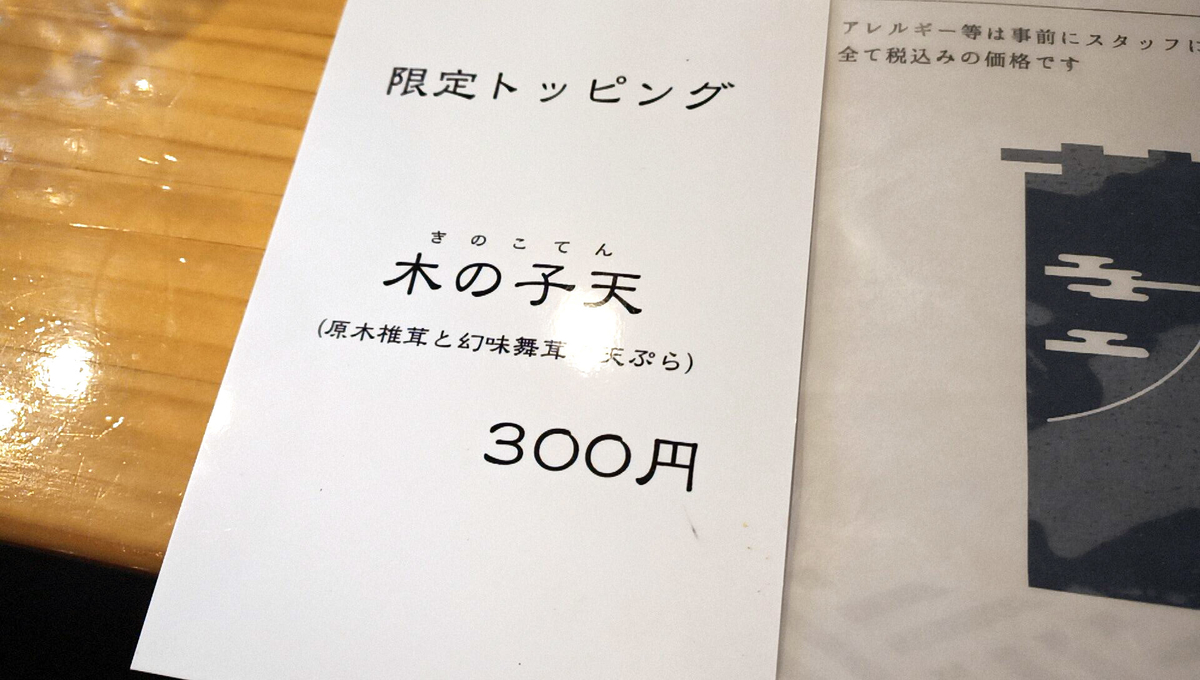 限定トッピング
きのこてん
木の子天
(原木椎茸と幻味舞茸 天ぷら)
300円
アレルギー等は事前にスタッフに
全て税込みの価格です